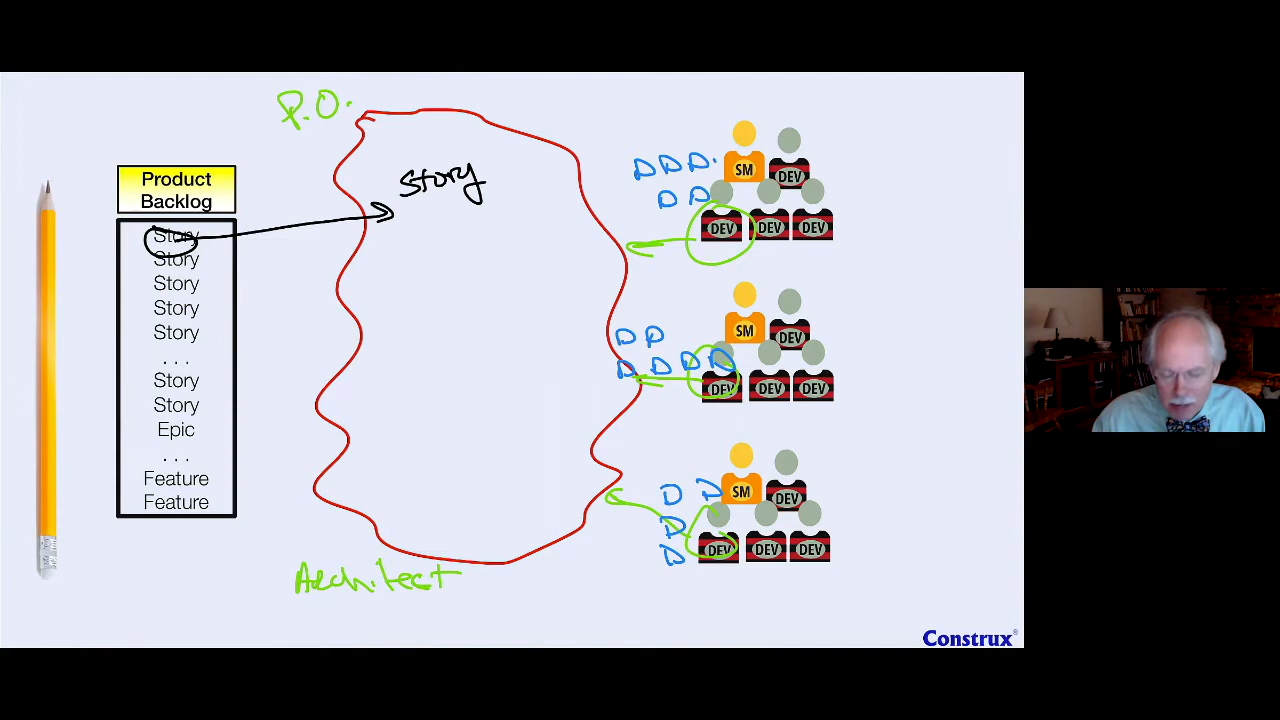 P.O.
Product
Backlog
Story
Story
Story
Story
Story
. . .
Story
Story
Epic
. . .
Feature
Feature
Story
Architect
D D D.
D D
SM
DEV
DEV
DEV
DEV
D D
D D D D
SM
DEV
DEV
DEV
DEV
D D
D
D
SM
DEV
DEV
DEV
DEV
Construx